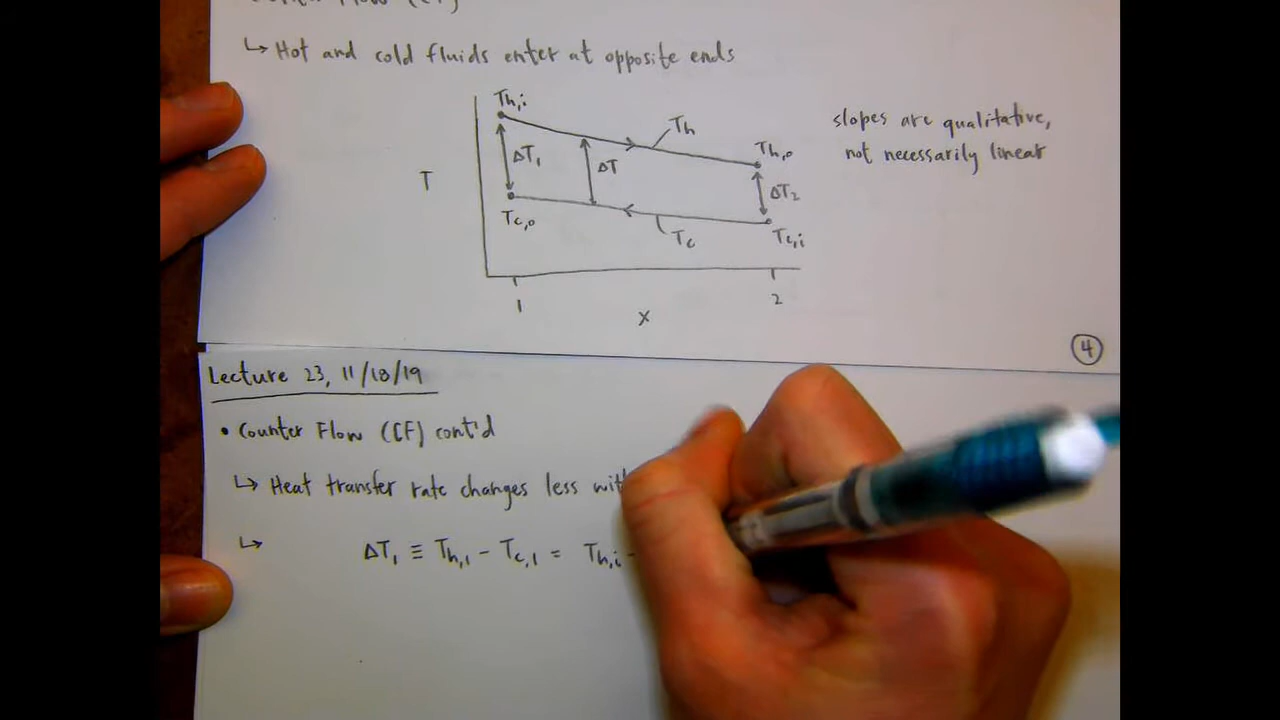 ↳ Hot and cold fluids enter at opposite ends
Th,i
Th
Th,o
ΔT₁
ΔT
ΔT₂
T
Tc,o
Tc
Tc,i
1
2
x
slopes are qualitative,
not necessarily linear
4
Lecture 23, 11/18/19
• Counter Flow (CF) cont'd
↳ Heat transfer rate changes less
↳ ΔT₁ ≡ Th,1 - Tc,1 = Th,i -